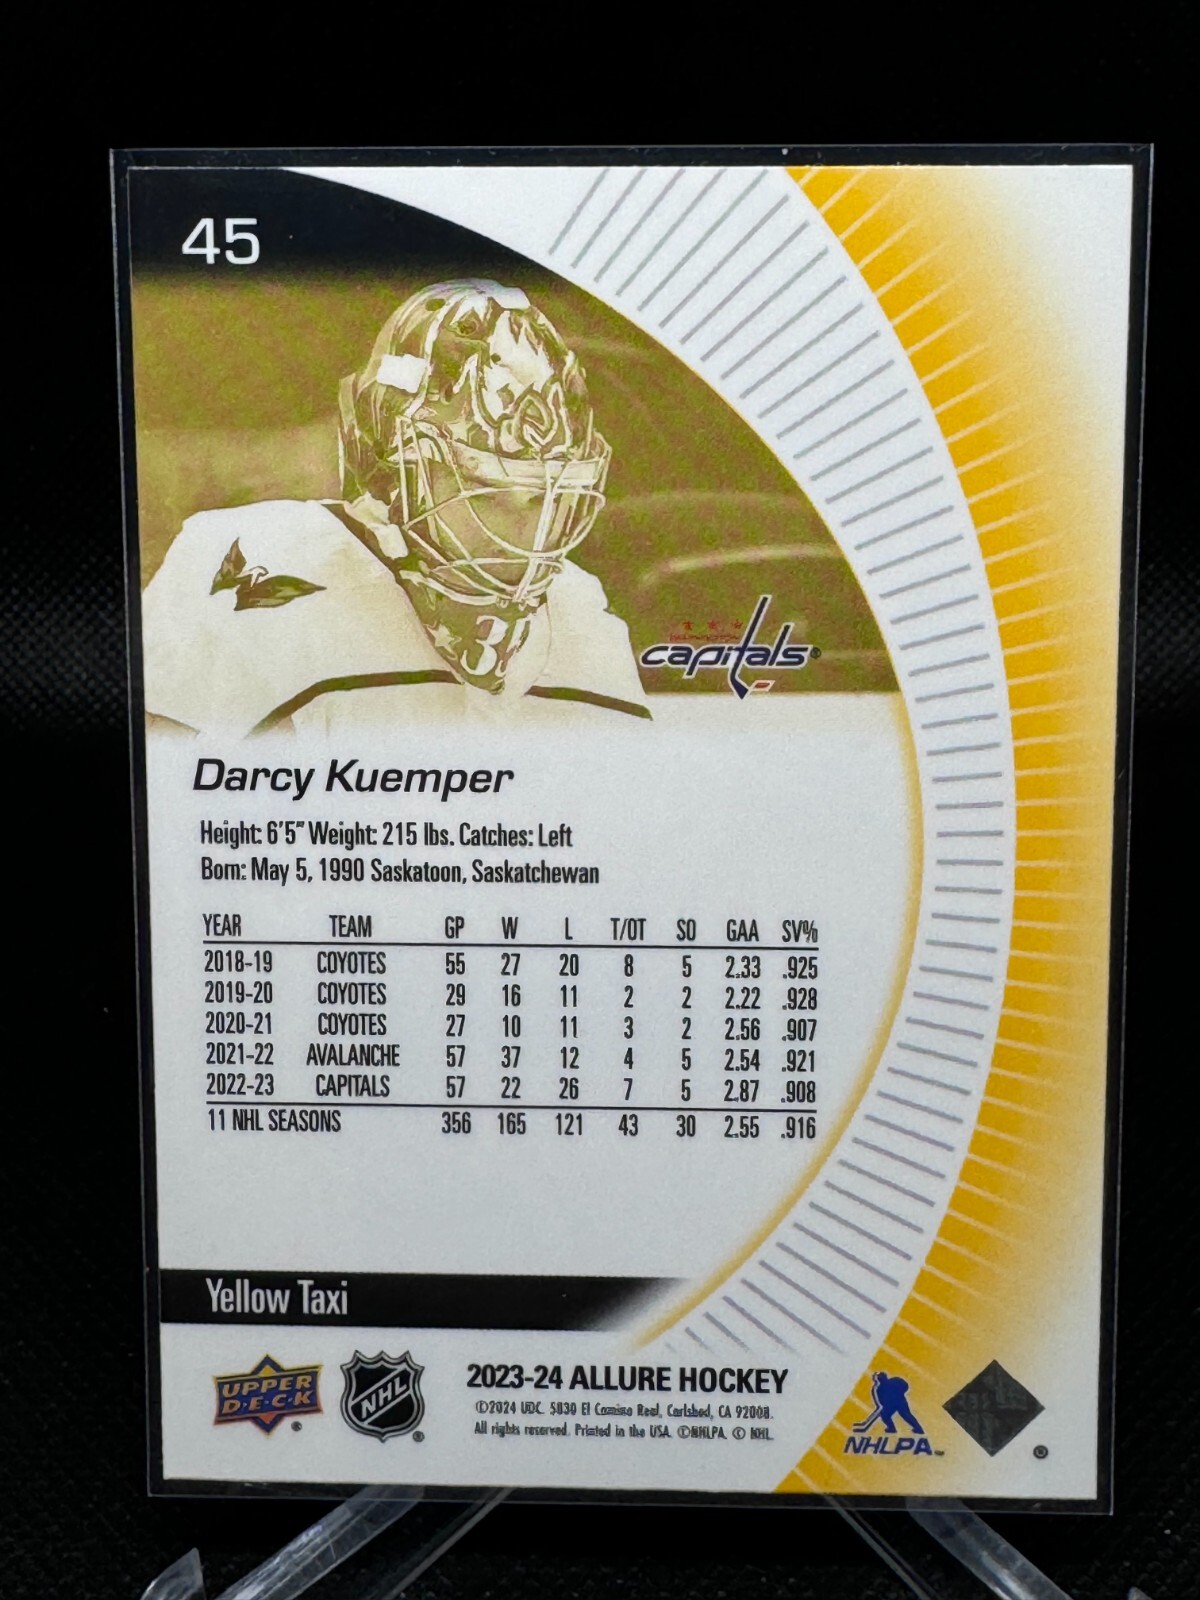 45
35
WASHINGTON
capitals®
Darcy Kuemper
Height: 6'5" Weight: 215 lbs. Catches: Left
Born: May 5, 1990 Saskatoon, Saskatchewan
YEAR TEAM GP W L T/OT SO GAA SV%
2018-19 COYOTES 55 27 20 8 5 2.33 .925
2019-20 COYOTES 29 16 11 2 2 2.22 .928
2020-21 COYOTES 27 10 11 3 2 2.56 .907
2021-22 AVALANCHE 57 37 12 4 5 2.54 .921
2022-23 CAPITALS 57 22 26 7 5 2.87 .908
11 NHL SEASONS 356 165 121 43 30 2.55 .916
Yellow Taxi
UPPER
D·E·C·K ®
NHL ®
2023-24 ALLURE HOCKEY
©2024 UDC. 5830 El Camino Real, Carlsbad, CA 92008.
All rights reserved. Printed in the USA. ©NHLPA. © NHL.
NHLPA™
®